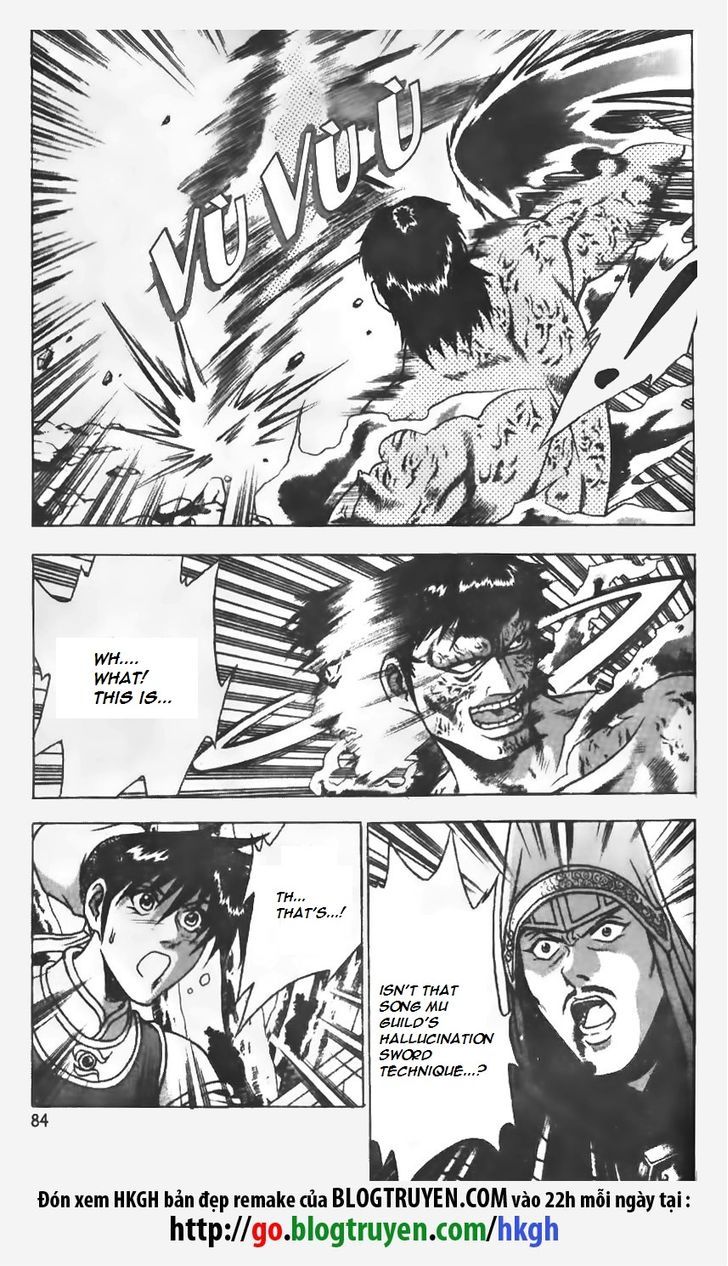 VÙ VÙ Ù
WH....
WHAT!
THIS IS...
TH...
THAT'S...!
ISN'T THAT
SONG MU
GUILD'S
HALLUCINATION
SWORD
TECHNIQUE...?
84
Đón xem HKGH bản đẹp remake của BLOGTRUYEN.COM vào 22h mỗi ngày tại :
http://go.blogtruyen.com/hkgh